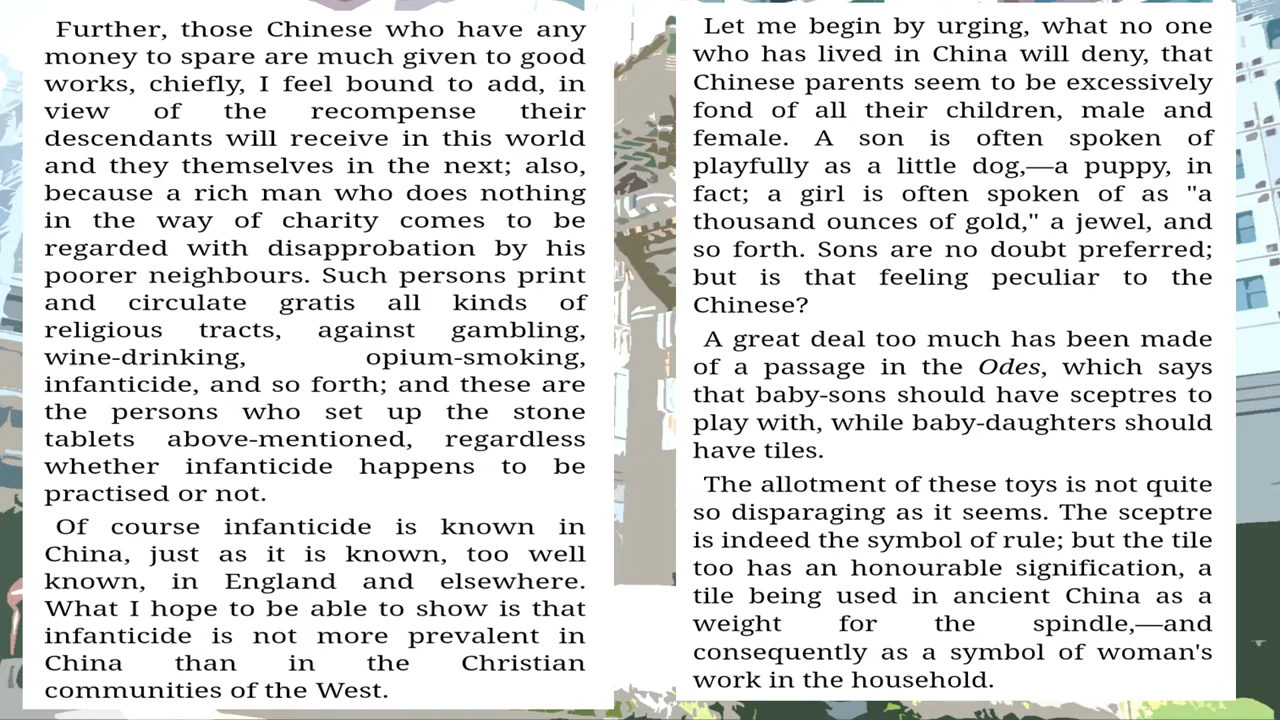 Further, those Chinese who have any
money to spare are much given to good
works, chiefly, I feel bound to add, in
view of the recompense their
descendants will receive in this world
and they themselves in the next; also,
because a rich man who does nothing
in the way of charity comes to be
regarded with disapprobation by his
poorer neighbours. Such persons print
and circulate gratis all kinds of
religious tracts, against gambling,
wine-drinking, opium-smoking,
infanticide, and so forth; and these are
the persons who set up the stone
tablets above-mentioned, regardless
whether infanticide happens to be
practised or not.
Of course infanticide is known in
China, just as it is known, too well
known, in England and elsewhere.
What I hope to be able to show is that
infanticide is not more prevalent in
China than in the Christian
communities of the West.
Let me begin by urging, what no one
who has lived in China will deny, that
Chinese parents seem to be excessively
fond of all their children, male and
female. A son is often spoken of
playfully as a little dog,—a puppy, in
fact; a girl is often spoken of as "a
thousand ounces of gold," a jewel, and
so forth. Sons are no doubt preferred;
but is that feeling peculiar to the
Chinese?
A great deal too much has been made
of a passage in the Odes, which says
that baby-sons should have sceptres to
play with, while baby-daughters should
have tiles.
The allotment of these toys is not quite
so disparaging as it seems. The sceptre
is indeed the symbol of rule; but the tile
too has an honourable signification, a
tile being used in ancient China as a
weight for the spindle,—and
consequently as a symbol of woman's
work in the household.